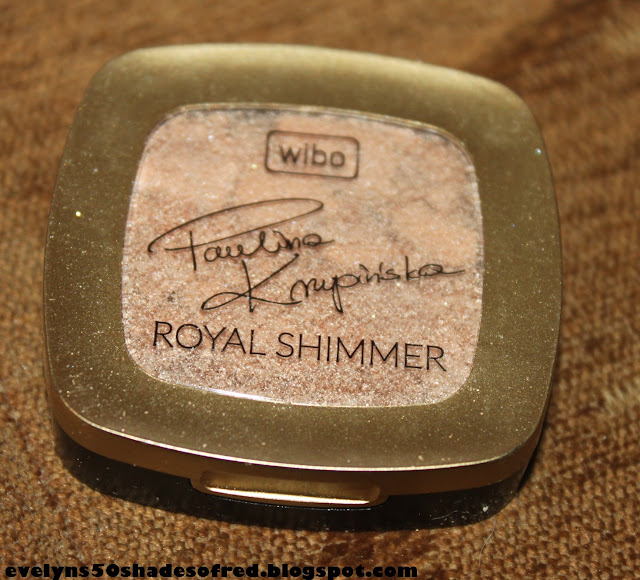 wibo
Paulina
Krupińska
ROYAL SHIMMER
evelyns50shadesofred.blogspot.com